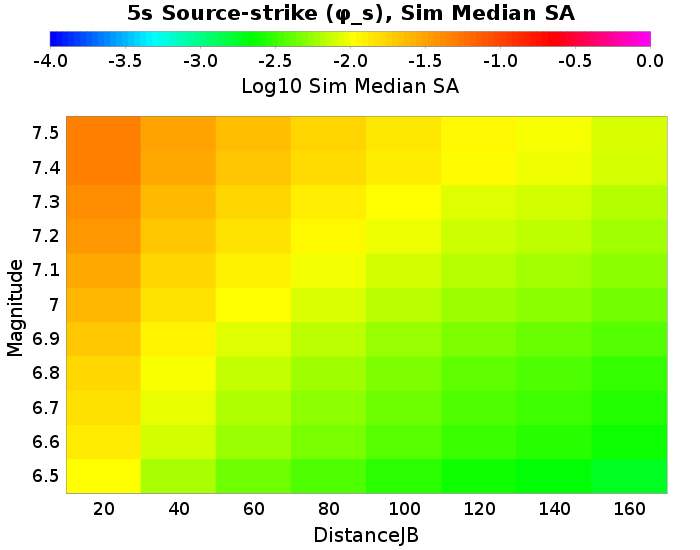 5s Source-strike (φ_s), Sim Median SA
-4.0 -3.5 -3.0 -2.5 -2.0 -1.5 -1.0 -0.5 0.0
Log10 Sim Median SA
7.5
7.4
7.3
7.2
7.1
7
6.9
6.8
6.7
6.6
6.5
Magnitude
20 40 60 80 100 120 140 160
DistanceJB